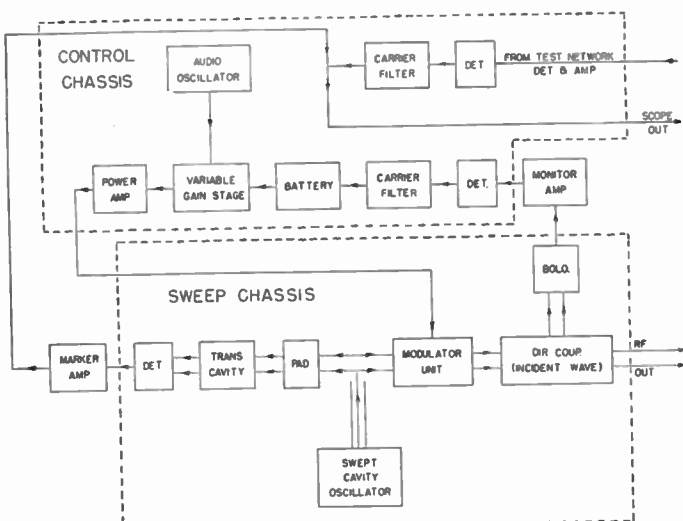 CONTROL
CHASSIS
AUDIO
OSCILLATOR
CARRIER
FILTER
DET
FROM TEST NETWORK
DET & AMP
SCOPE
OUT
POWER
AMP
VARIABLE
GAIN STAGE
BATTERY
CARRIER
FILTER
DET.
MONITOR
AMP
BOLO.
SWEEP CHASSIS
MARKER
AMP
DET
TRANS
CAVITY
PAD
MODULATOR
UNIT
DIR COUP.
(INCIDENT WAVE)
RF
OUT
SWEPT
CAVITY
OSCILLATOR